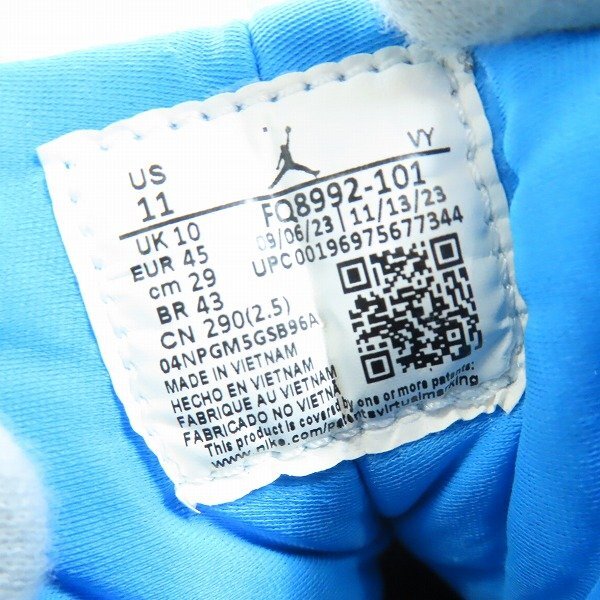 US
11
VY
UK 10
FQ8992-101
EUR 45
09/06/23 | 11/13/23
cm 29
UPC00196975677344
BR 43
CN 290(2.5)
04NPGM5GSB96A
MADE IN VIETNAM
HECHO EN VIETNAM
FABRIQUE AU VIETNAM
FABRICADO NO VIETNAM
This product is covered by one or more patents:
www.nike.com/patentsvirtualmarking